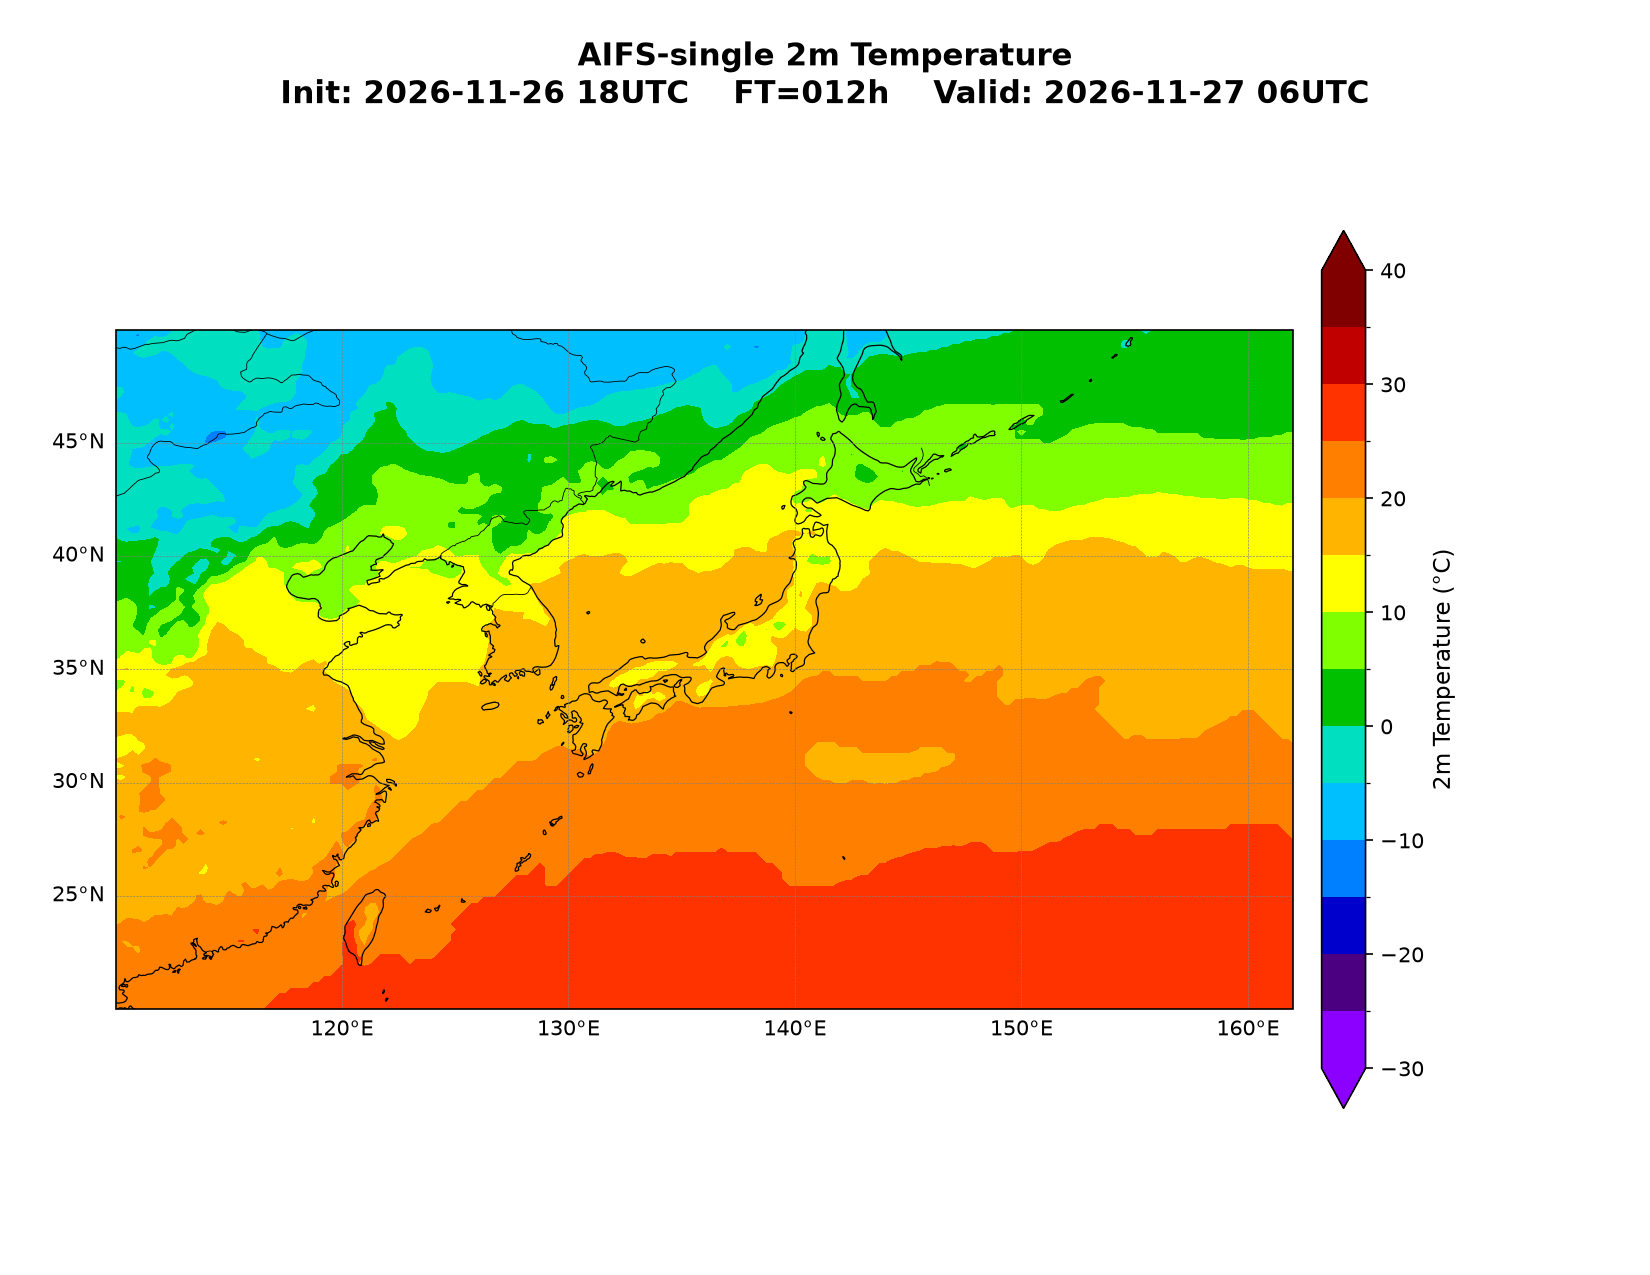 AIFS-single 2m Temperature
Init: 2026-11-26 18UTC    FT=012h    Valid: 2026-11-27 06UTC
45°N
40°N
35°N
30°N
25°N
120°E
130°E
140°E
150°E
160°E
40
30
20
10
0
−10
−20
−30
2m Temperature (°C)